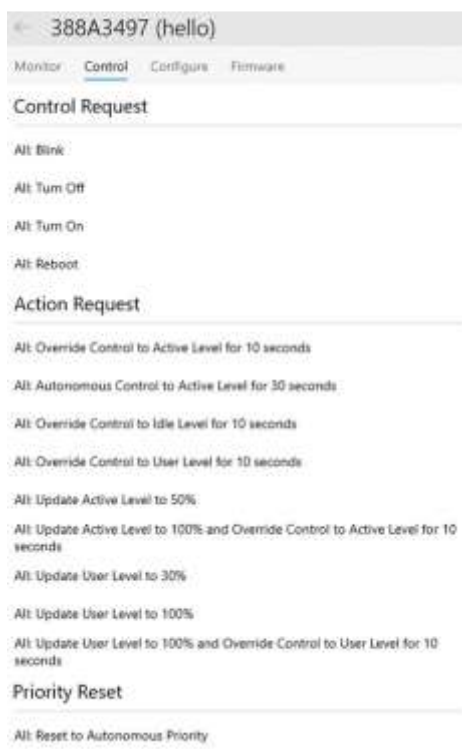 388A3497 (hello)
Monitor Control Configure Firmware
Control Request
All: Blink
All: Turn Off
All: Turn On
All: Reboot
Action Request
All: Override Control to Active Level for 10 seconds
All: Autonomous Control to Active Level for 30 seconds
All: Override Control to Idle Level for 10 seconds
All: Override Control to User Level for 10 seconds
All: Update Active Level to 50%
All: Update Active Level to 100% and Override Control to Active Level for 10
seconds
All: Update User Level to 30%
All: Update User Level to 100%
All: Update User Level to 100% and Override Control to User Level for 10
seconds
Priority Reset
All: Reset to Autonomous Priority